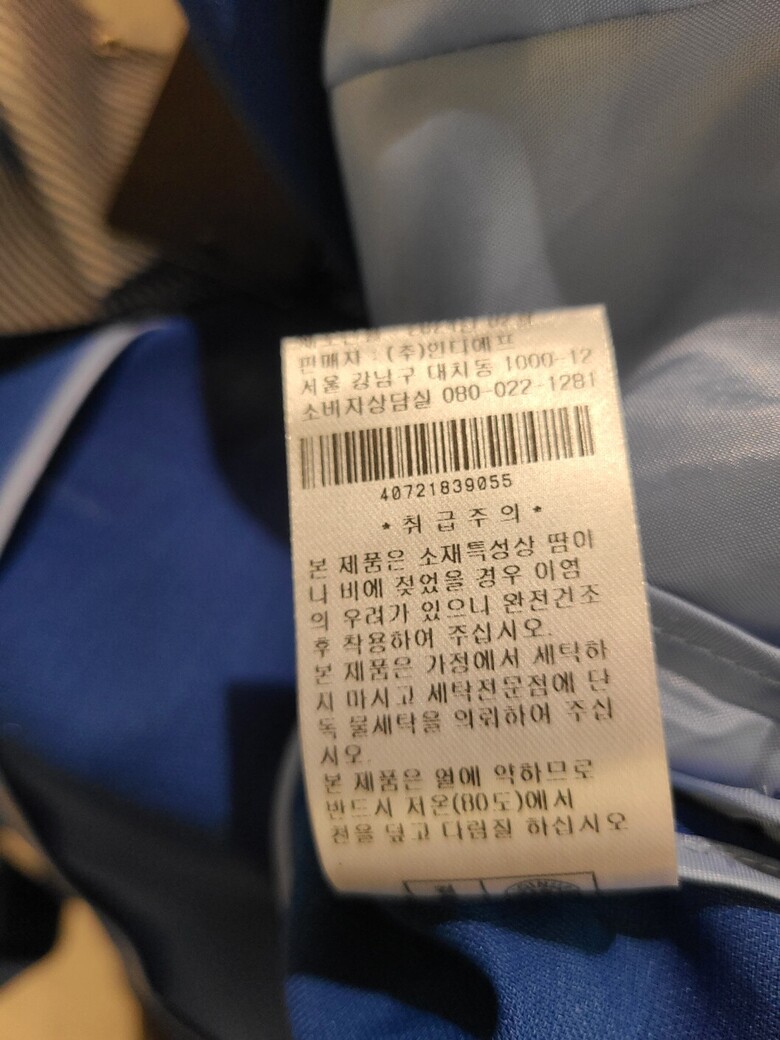 판매자 : (주)인디에프
서울 강남구 대치동 1000-12
소비자상담실 080-022-1281
40721839055
*취급주의*
본 제품은 소재특성상 땀이
나 비에 젖었을 경우 이염
의 우려가 있으니 완전건조
후 착용하여 주십시오.
본 제품은 가정에서 세탁하
시 마시고 세탁전문점에 단
독 물세탁을 의뢰하여 주십
시오.
본 제품은 열에 약하므로
반드시 저온(80도)에서
천을 덮고 다림질 하십시오